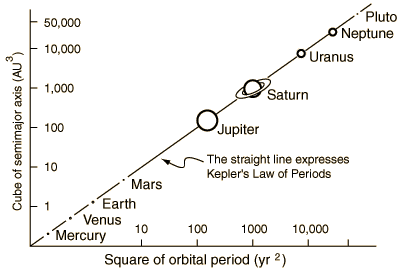 Pluto
50,000
Neptune
10,000
Uranus
1,000
Saturn
100
Jupiter
The straight line expresses
Kepler's Law of Periods
10
Mars
Earth
1
Venus
Mercury
Cube of semimajor axis (AU³)
10 100 1000 10,000
Square of orbital period (yr ²)